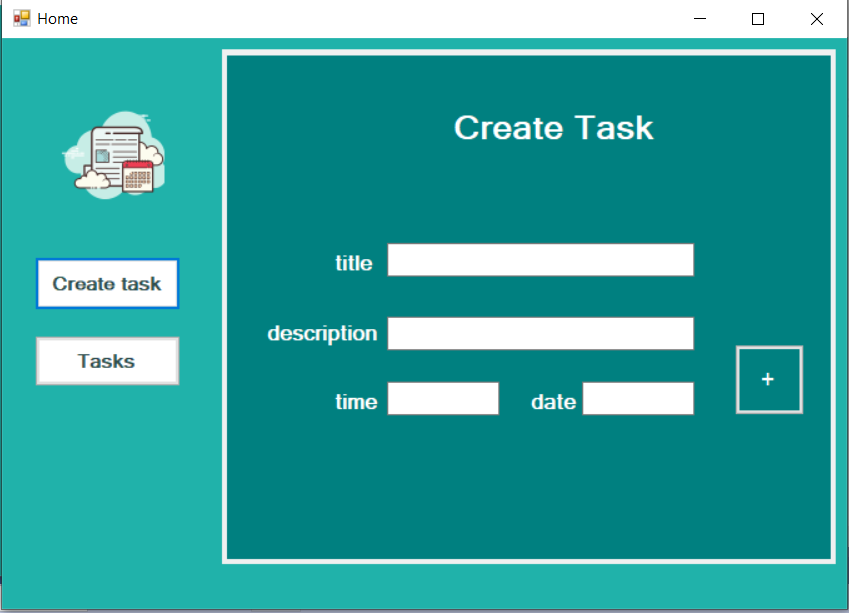 Home
Create Task
Create task
Tasks
title
description
time
date
+